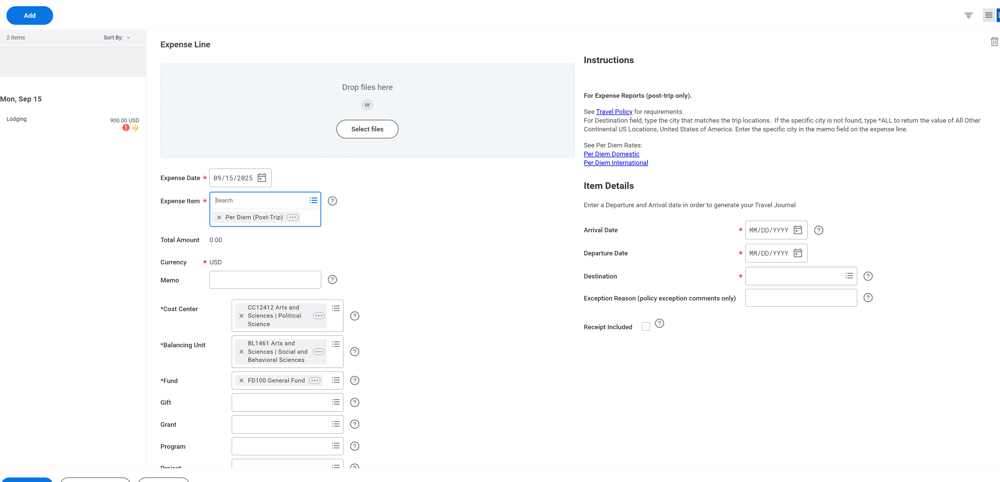 Add
2 items
Sort By:
Mon, Sep 15
Lodging
900.00 USD
Expense Line
Drop files here
or
Select files
Expense Date *
09/15/2025
Expense Item *
Search
Per Diem (Post-Trip)
Total Amount
0.00
Currency *
USD
Memo
*Cost Center
CC12412 Arts and
Sciences | Political
Science
*Balancing Unit
BL1461 Arts and
Sciences | Social and
Behavioral Sciences
*Fund
FD100 General Fund
Gift
Grant
Program
Project
Instructions
For Expense Reports (post-trip only).
See Travel Policy for requirements.
For Destination field, type the city that matches the trip locations.  If the specific city is not found, type *ALL to return the value of All Other
Continental US Locations, United States of America. Enter the specific city in the memo field on the expense line.
See Per Diem Rates:
Per Diem Domestic
Per Diem International
Item Details
Enter a Departure and Arrival date in order to generate your Travel Journal
Arrival Date *
MM/DD/YYYY
Departure Date *
MM/DD/YYYY
Destination *
Exception Reason (policy exception comments only)
Receipt Included